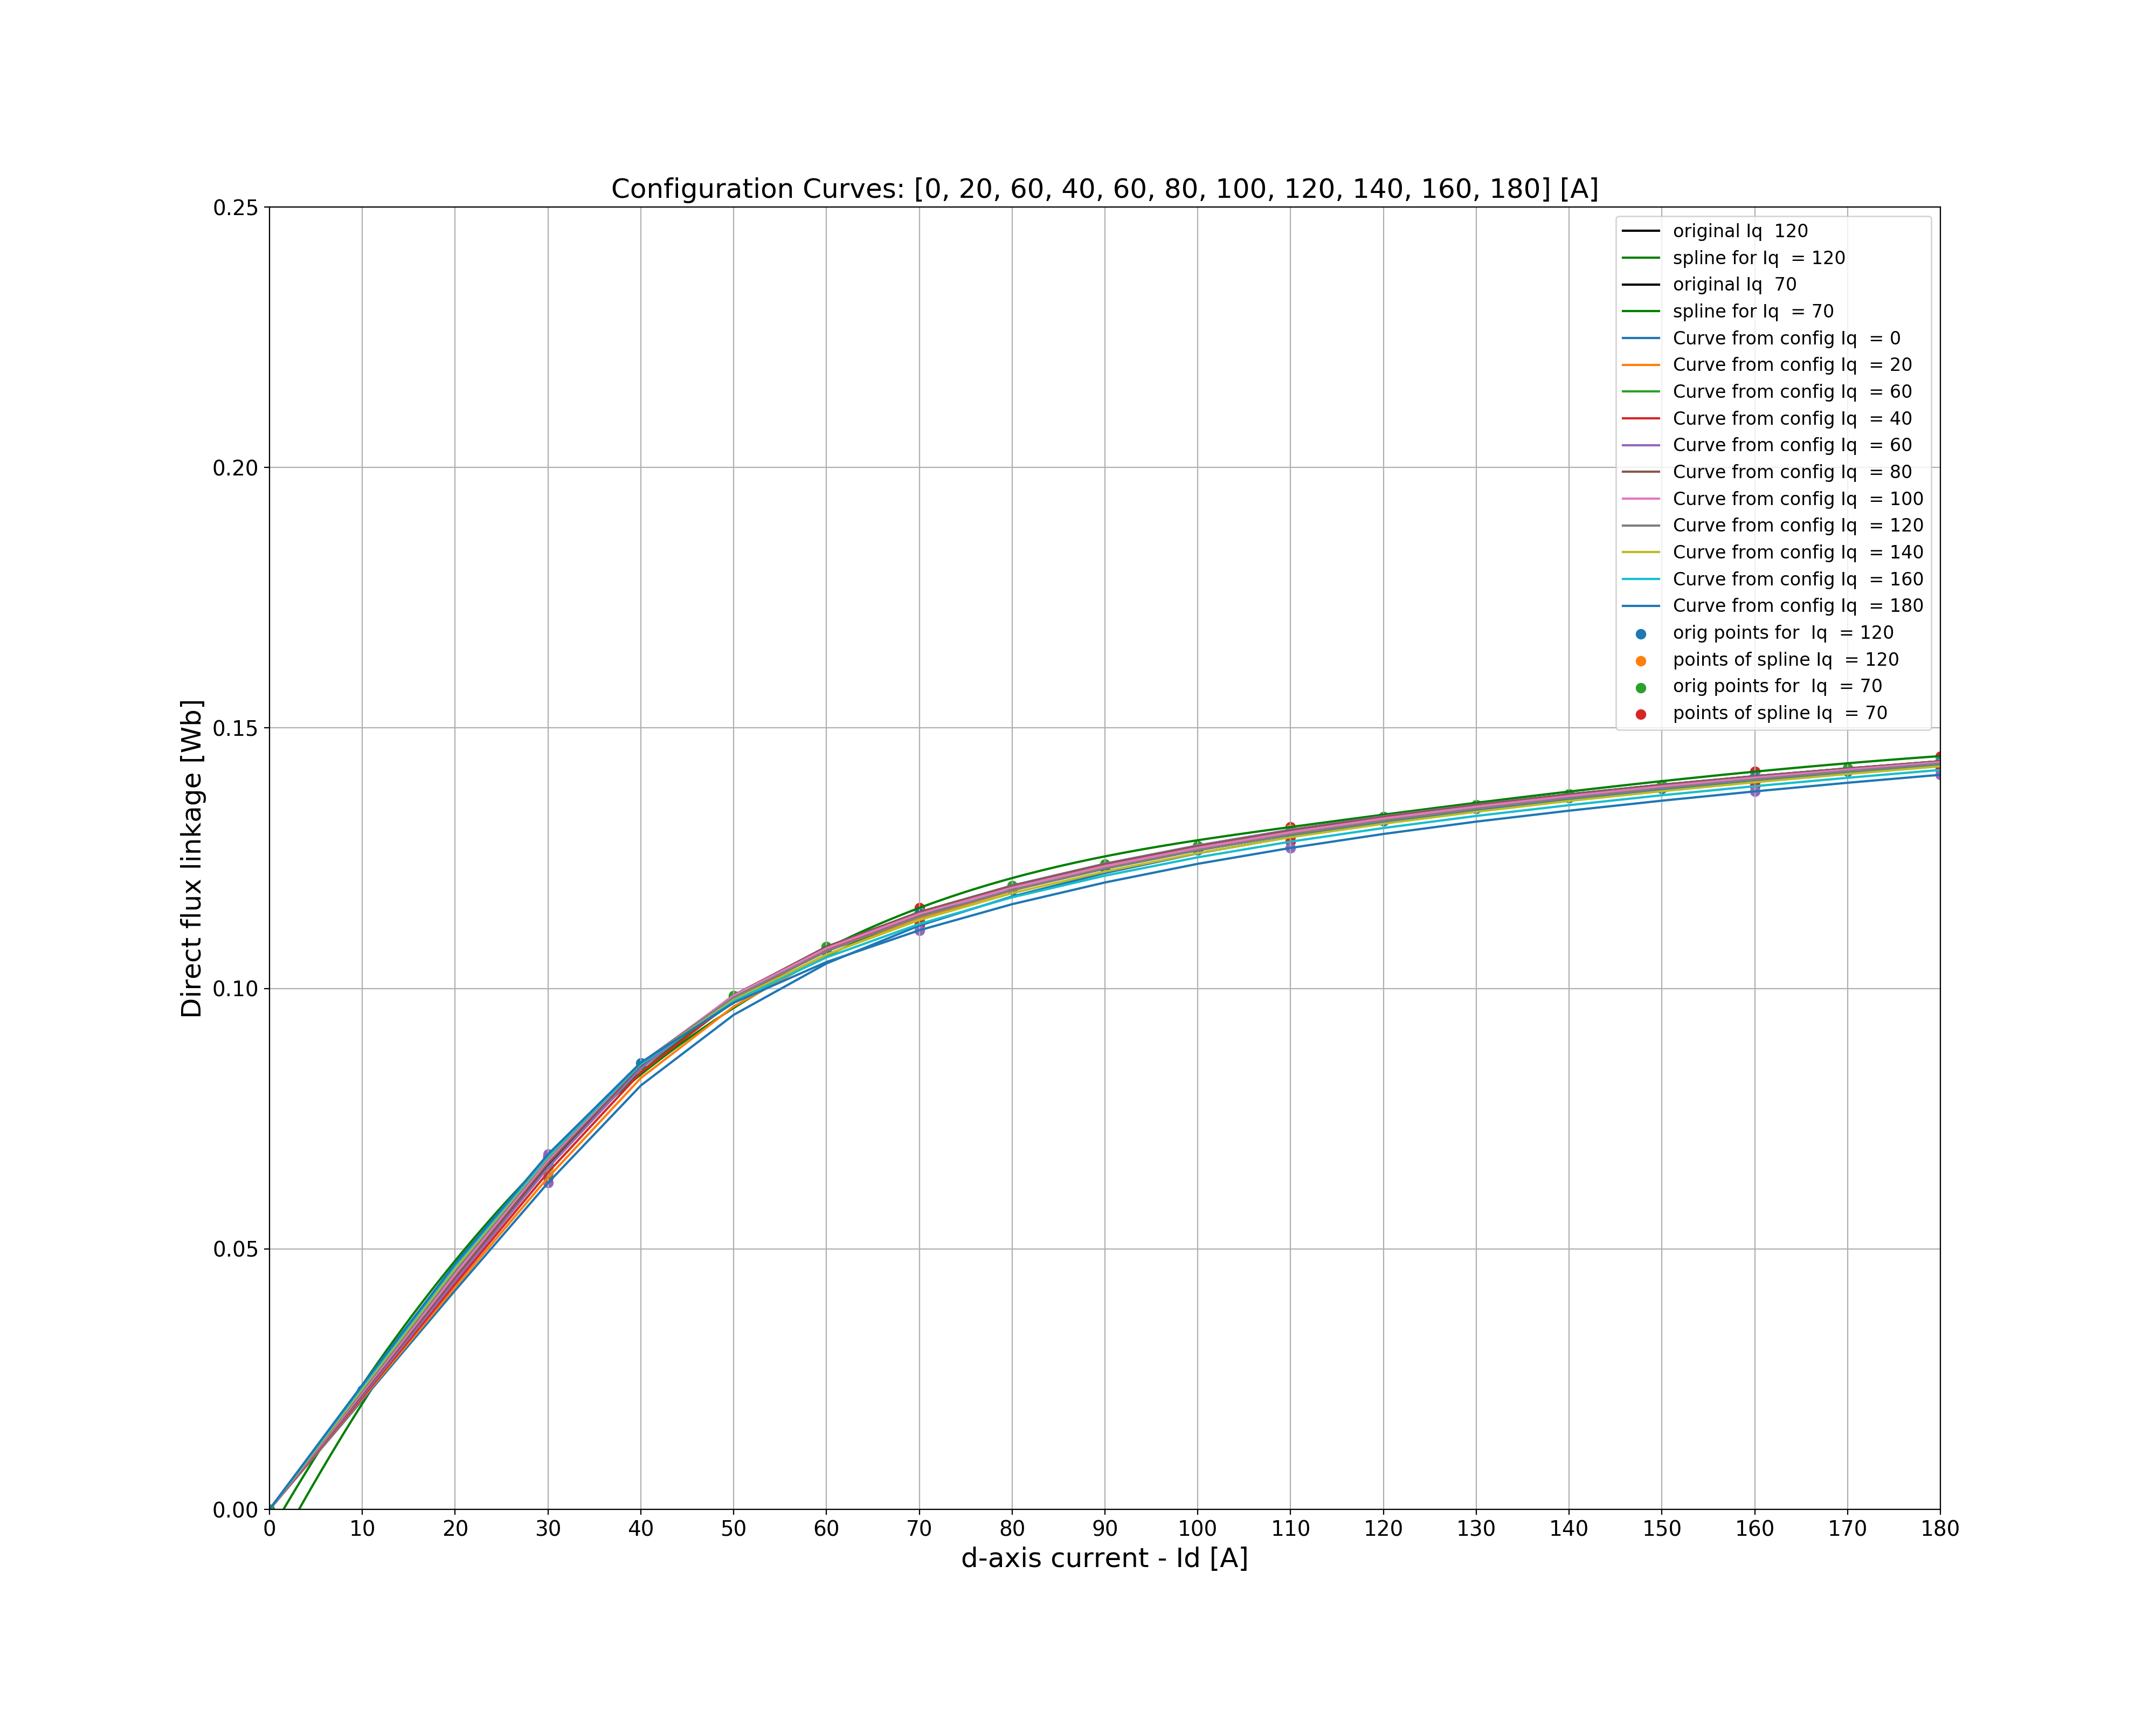 Configuration Curves: [0, 20, 60, 40, 60, 80, 100, 120, 140, 160, 180] [A]
0.25
0.20
0.15
0.10
0.05
0.00
Direct flux linkage [Wb]
original Iq  120
spline for Iq  = 120
original Iq  70
spline for Iq  = 70
Curve from config Iq  = 0
Curve from config Iq  = 20
Curve from config Iq  = 60
Curve from config Iq  = 40
Curve from config Iq  = 60
Curve from config Iq  = 80
Curve from config Iq  = 100
Curve from config Iq  = 120
Curve from config Iq  = 140
Curve from config Iq  = 160
Curve from config Iq  = 180
orig points for  Iq  = 120
points of spline Iq  = 120
orig points for  Iq  = 70
points of spline Iq  = 70
0 10 20 30 40 50 60 70 80 90 100 110 120 130 140 150 160 170 180
d-axis current - Id [A]